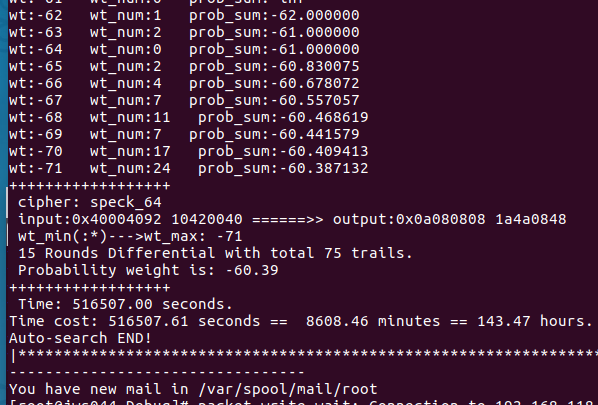 wt:-61   wt_num:0   prob_sum:-inf
wt:-62   wt_num:1   prob_sum:-62.000000
wt:-63   wt_num:2   prob_sum:-61.000000
wt:-64   wt_num:0   prob_sum:-61.000000
wt:-65   wt_num:2   prob_sum:-60.830075
wt:-66   wt_num:4   prob_sum:-60.678072
wt:-67   wt_num:7   prob_sum:-60.557057
wt:-68   wt_num:11   prob_sum:-60.468619
wt:-69   wt_num:7   prob_sum:-60.441579
wt:-70   wt_num:17   prob_sum:-60.409413
wt:-71   wt_num:24   prob_sum:-60.387132
++++++++++++++++++
cipher: speck_64
input:0x40004092 10420040 ======>> output:0x0a080808 1a4a0848
wt_min(:*)--->wt_max: -71
15 Rounds Differential with total 75 trails.
Probability weight is: -60.39
++++++++++++++++++
Time: 516507.00 seconds.
Time cost: 516507.61 seconds ==  8608.46 minutes == 143.47 hours.
Auto-search END!
|*****************************************************************
---------------------------------
You have new mail in /var/spool/mail/root
[root@jws044 Debug]# packet_write_wait: Connection to 192.168.118